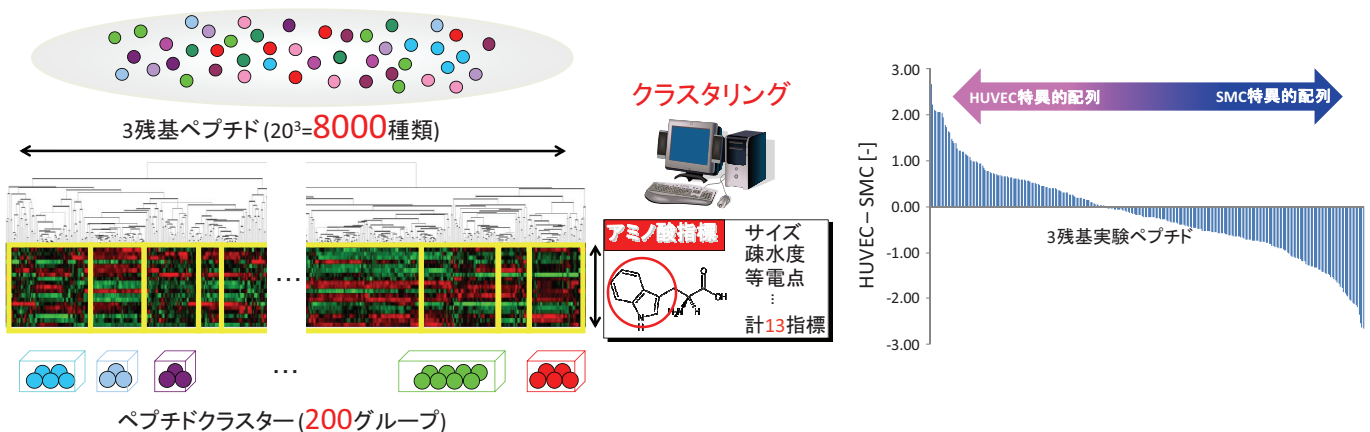 3残基ペプチド(20³=8000種類)
クラスタリング
アミノ酸指標
サイズ
疎水度
等電点
⋮
計13指標
O
OH
H₂N
H
N
H
…
…
ペプチドクラスター(200グループ)
HUVEC特異的配列
SMC特異的配列
HUVEC – SMC [-]
3.00
2.00
1.00
0.00
-1.00
-2.00
-3.00
3残基実験ペプチド